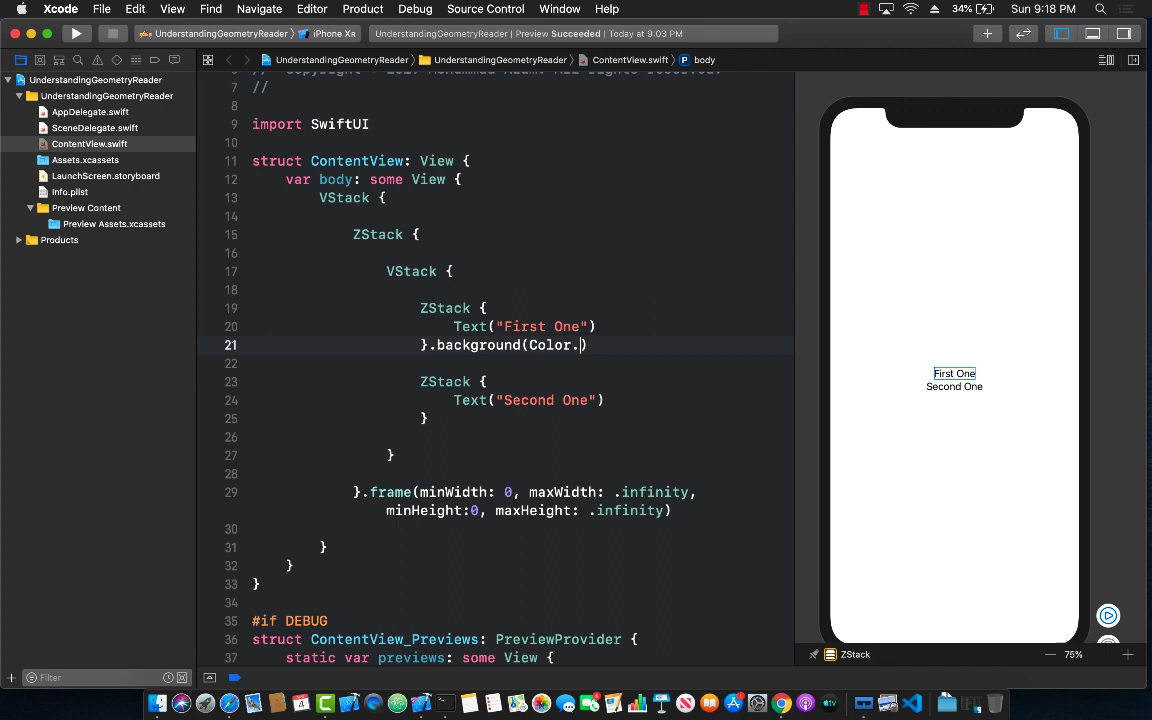 Xcode File Edit View Find Navigate Editor Product Debug Source Control Window Help 34% Sun 9:18 PM
UnderstandingGeometryReader iPhone Xʀ UnderstandingGeometryReader | Preview Succeeded | Today at 9:03 PM
UnderstandingGeometryReader UnderstandingGeometryReader ContentView.swift body
UnderstandingGeometryReader
UnderstandingGeometryReader
AppDelegate.swift
SceneDelegate.swift
ContentView.swift
Assets.xcassets
LaunchScreen.storyboard
Info.plist
Preview Content
Preview Assets.xcassets
Products
Filter
7 //
8
9 import SwiftUI
10
11 struct ContentView: View {
12 var body: some View {
13 VStack {
14
15 ZStack {
16
17 VStack {
18
19 ZStack {
20 Text("First One")
21 }.background(Color.)
22
23 ZStack {
24 Text("Second One")
25 }
26
27 }
28
29 }.frame(minWidth: 0, maxWidth: .infinity,
minHeight:0, maxHeight: .infinity)
30
31 }
32 }
33 }
34
35 #if DEBUG
36 struct ContentView_Previews: PreviewProvider {
37 static var previews: some View {
First One
Second One
ZStack
75%